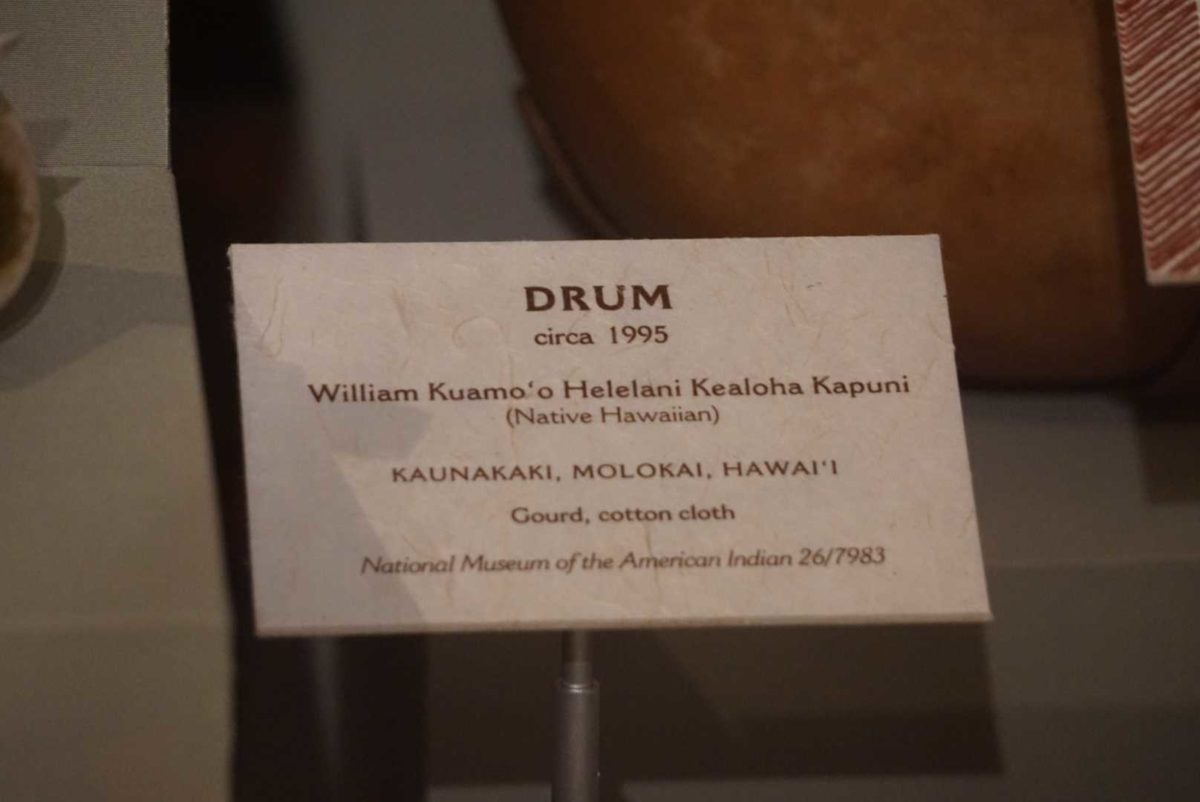 DRUM
circa 1995
William Kuamoʻo Helelani Kealoha Kapuni
(Native Hawaiian)
KAUNAKAKI, MOLOKAI, HAWAIʻI
Gourd, cotton cloth
National Museum of the American Indian 26/7983